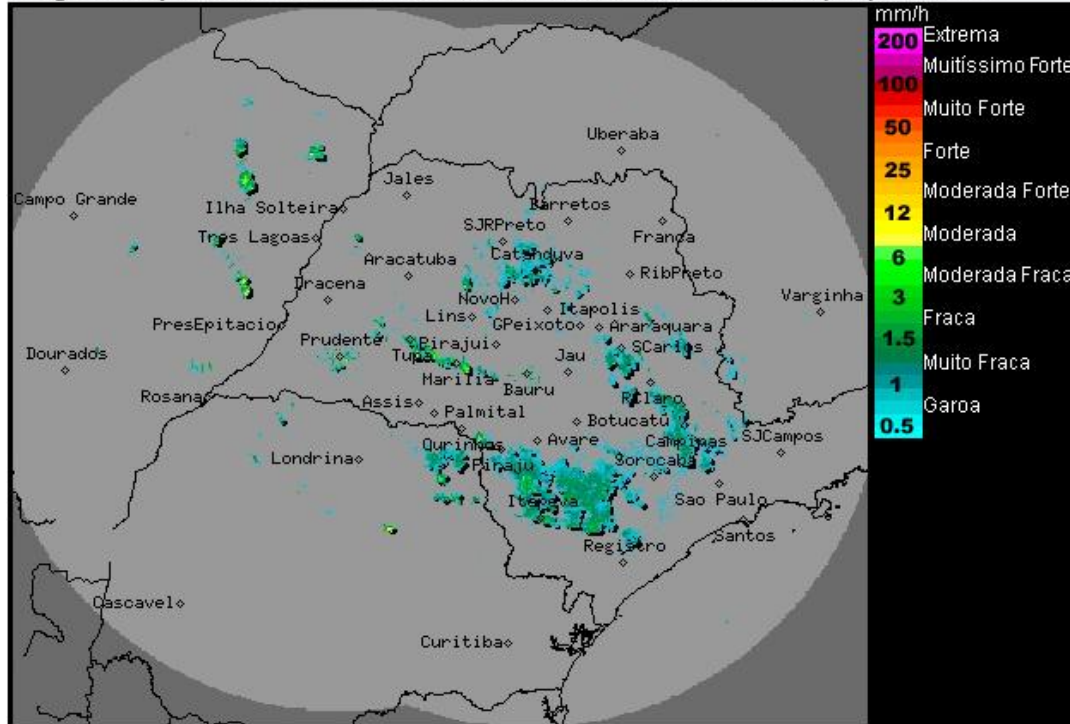 mm/h
200 Extrema
Muitíssimo Forte
100
Muito Forte
50
Forte
25
Moderada Forte
12
Moderada
6
Moderada Fraca
3
Fraca
1.5
Muito Fraca
1
Garoa
0.5
Uberaba
Jales
Campo Grande
Ilha Solteira
Barretos
SJRPreto
Franca
Tres Lagoas
Catanduva
Aracatuba
RibPreto
Dracena
Varginha
NovoH
Itapolis
Lins
GPeixoto
Araraquara
PresEpitacio
Prudente
Pirajui
SCarlos
Dourados
Tupa
Jau
Marilia
Bauru
Rosana
Assis
RClaro
Palmital
Botucatu
SJCampos
Ourinhos
Avare
Campinas
Londrina
Piraju
Sorocaba
Itapeva
Sao Paulo
Santos
Registro
Cascavel
Curitiba